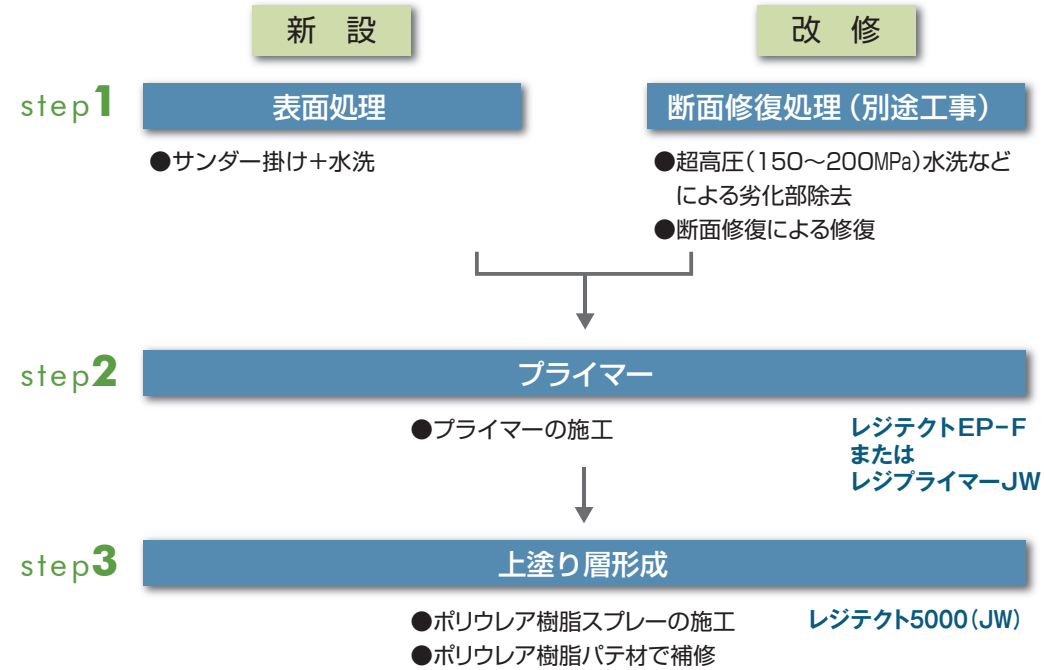 新 設
改 修
step1
表面処理
断面修復処理(別途工事)
●サンダー掛け+水洗
●超高圧(150~200MPa)水洗など
による劣化部除去
●断面修復による修復
step2
プライマー
●プライマーの施工
レジテクトEP-F
または
レジプライマーJW
step3
上塗り層形成
●ポリウレア樹脂スプレーの施工
●ポリウレア樹脂パテ材で補修
レジテクト5000(JW)